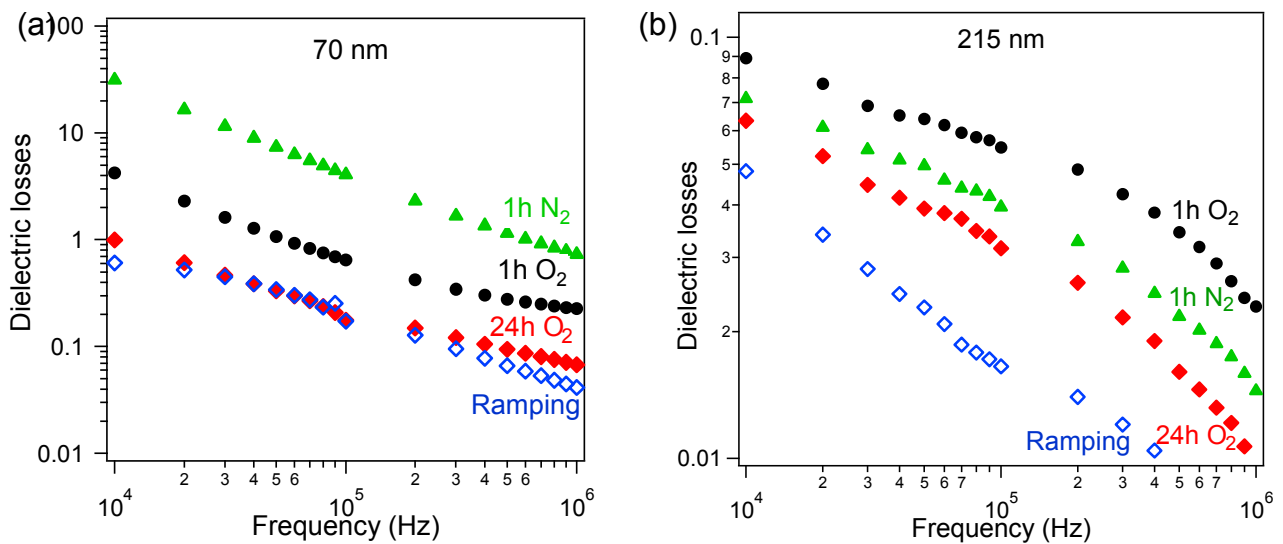 (a)
70 nm
100
10
1
0.1
0.01
Dielectric losses
1h N2
1h O2
24h O2
Ramping
10^4
2
3
4
5
6
10^5
2
3
4
5
6
10^6
Frequency (Hz)
(b)
215 nm
0.1
9
8
7
6
5
4
3
2
0.01
Dielectric losses
1h O2
1h N2
24h O2
Ramping
10^4
2
3
4
5
6
7
10^5
2
3
4
5
6
7
10^6
Frequency (Hz)